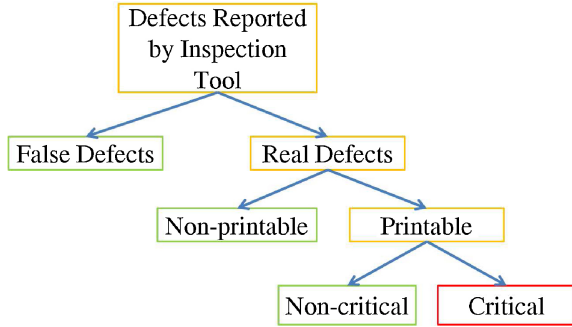 Defects Reported
by Inspection
Tool
False Defects
Real Defects
Non-printable
Printable
Non-critical
Critical